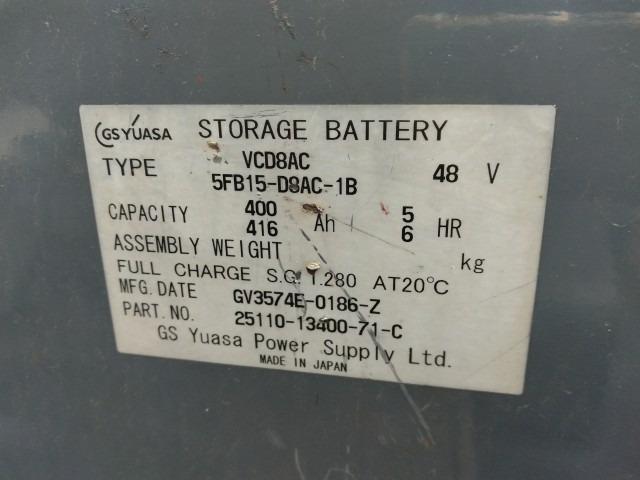 GS YUASA STORAGE BATTERY
TYPE VCD8AC 48 V
5FB15-D8AC-1B
CAPACITY 400 Ah 5 HR
416 6
ASSEMBLY WEIGHT kg
FULL CHARGE S.G. 1.280 AT20°C
MFG. DATE GV3574E-0186-Z
PART. NO. 25110-13400-71-C
GS Yuasa Power Supply Ltd.
MADE IN JAPAN